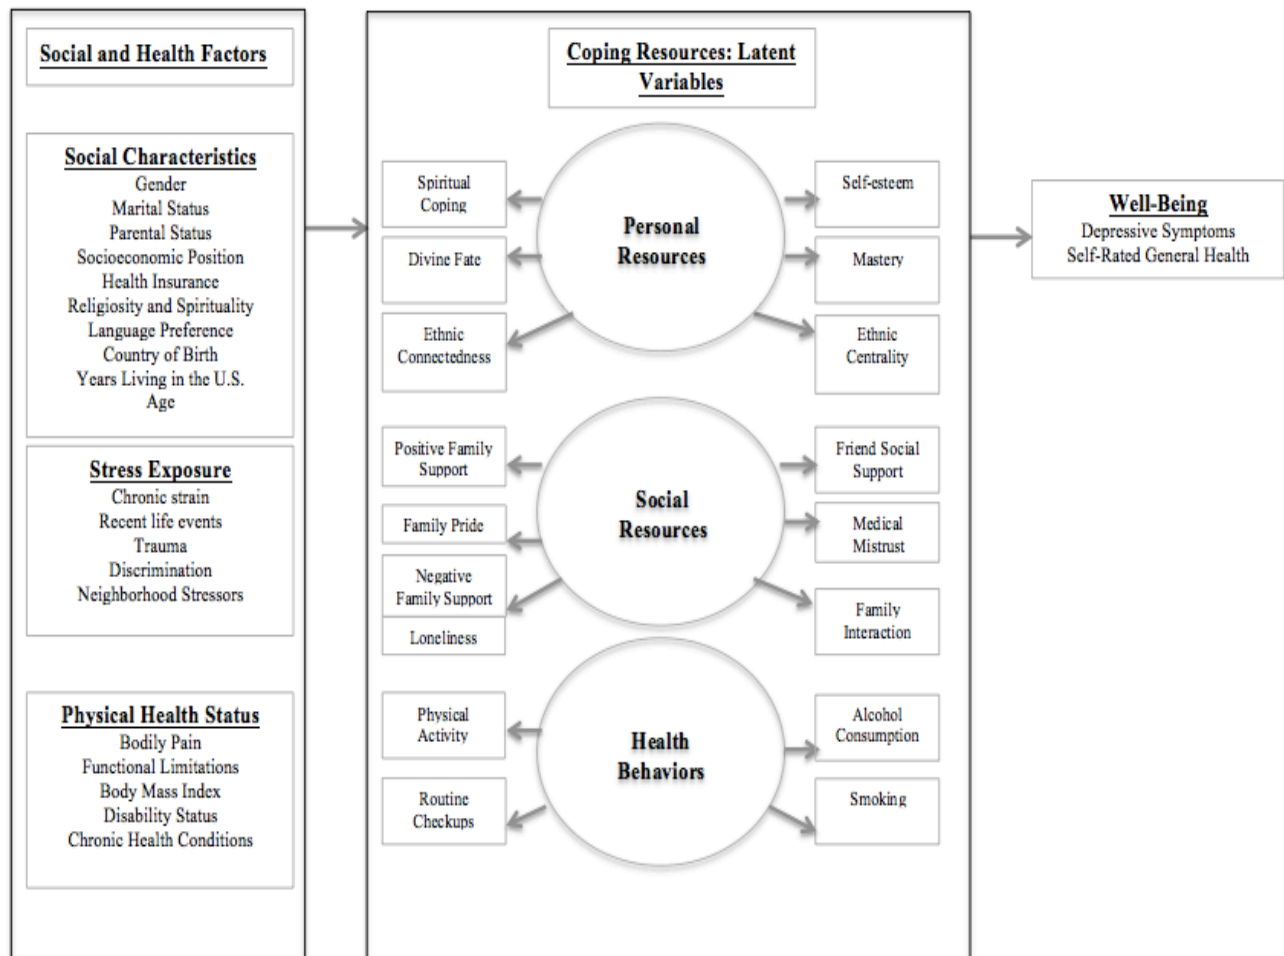 Social and Health Factors
Social Characteristics
Gender
Marital Status
Parental Status
Socioeconomic Position
Health Insurance
Religiosity and Spirituality
Language Preference
Country of Birth
Years Living in the U.S.
Age
Stress Exposure
Chronic strain
Recent life events
Trauma
Discrimination
Neighborhood Stressors
Physical Health Status
Bodily Pain
Functional Limitations
Body Mass Index
Disability Status
Chronic Health Conditions
Coping Resources: Latent
Variables
Spiritual
Coping
Divine Fate
Ethnic
Connectedness
Personal
Resources
Self-esteem
Mastery
Ethnic
Centrality
Positive Family
Support
Family Pride
Negative
Family Support
Loneliness
Social
Resources
Friend Social
Support
Medical
Mistrust
Family
Interaction
Physical
Activity
Routine
Checkups
Health
Behaviors
Alcohol
Consumption
Smoking
Well-Being
Depressive Symptoms
Self-Rated General Health